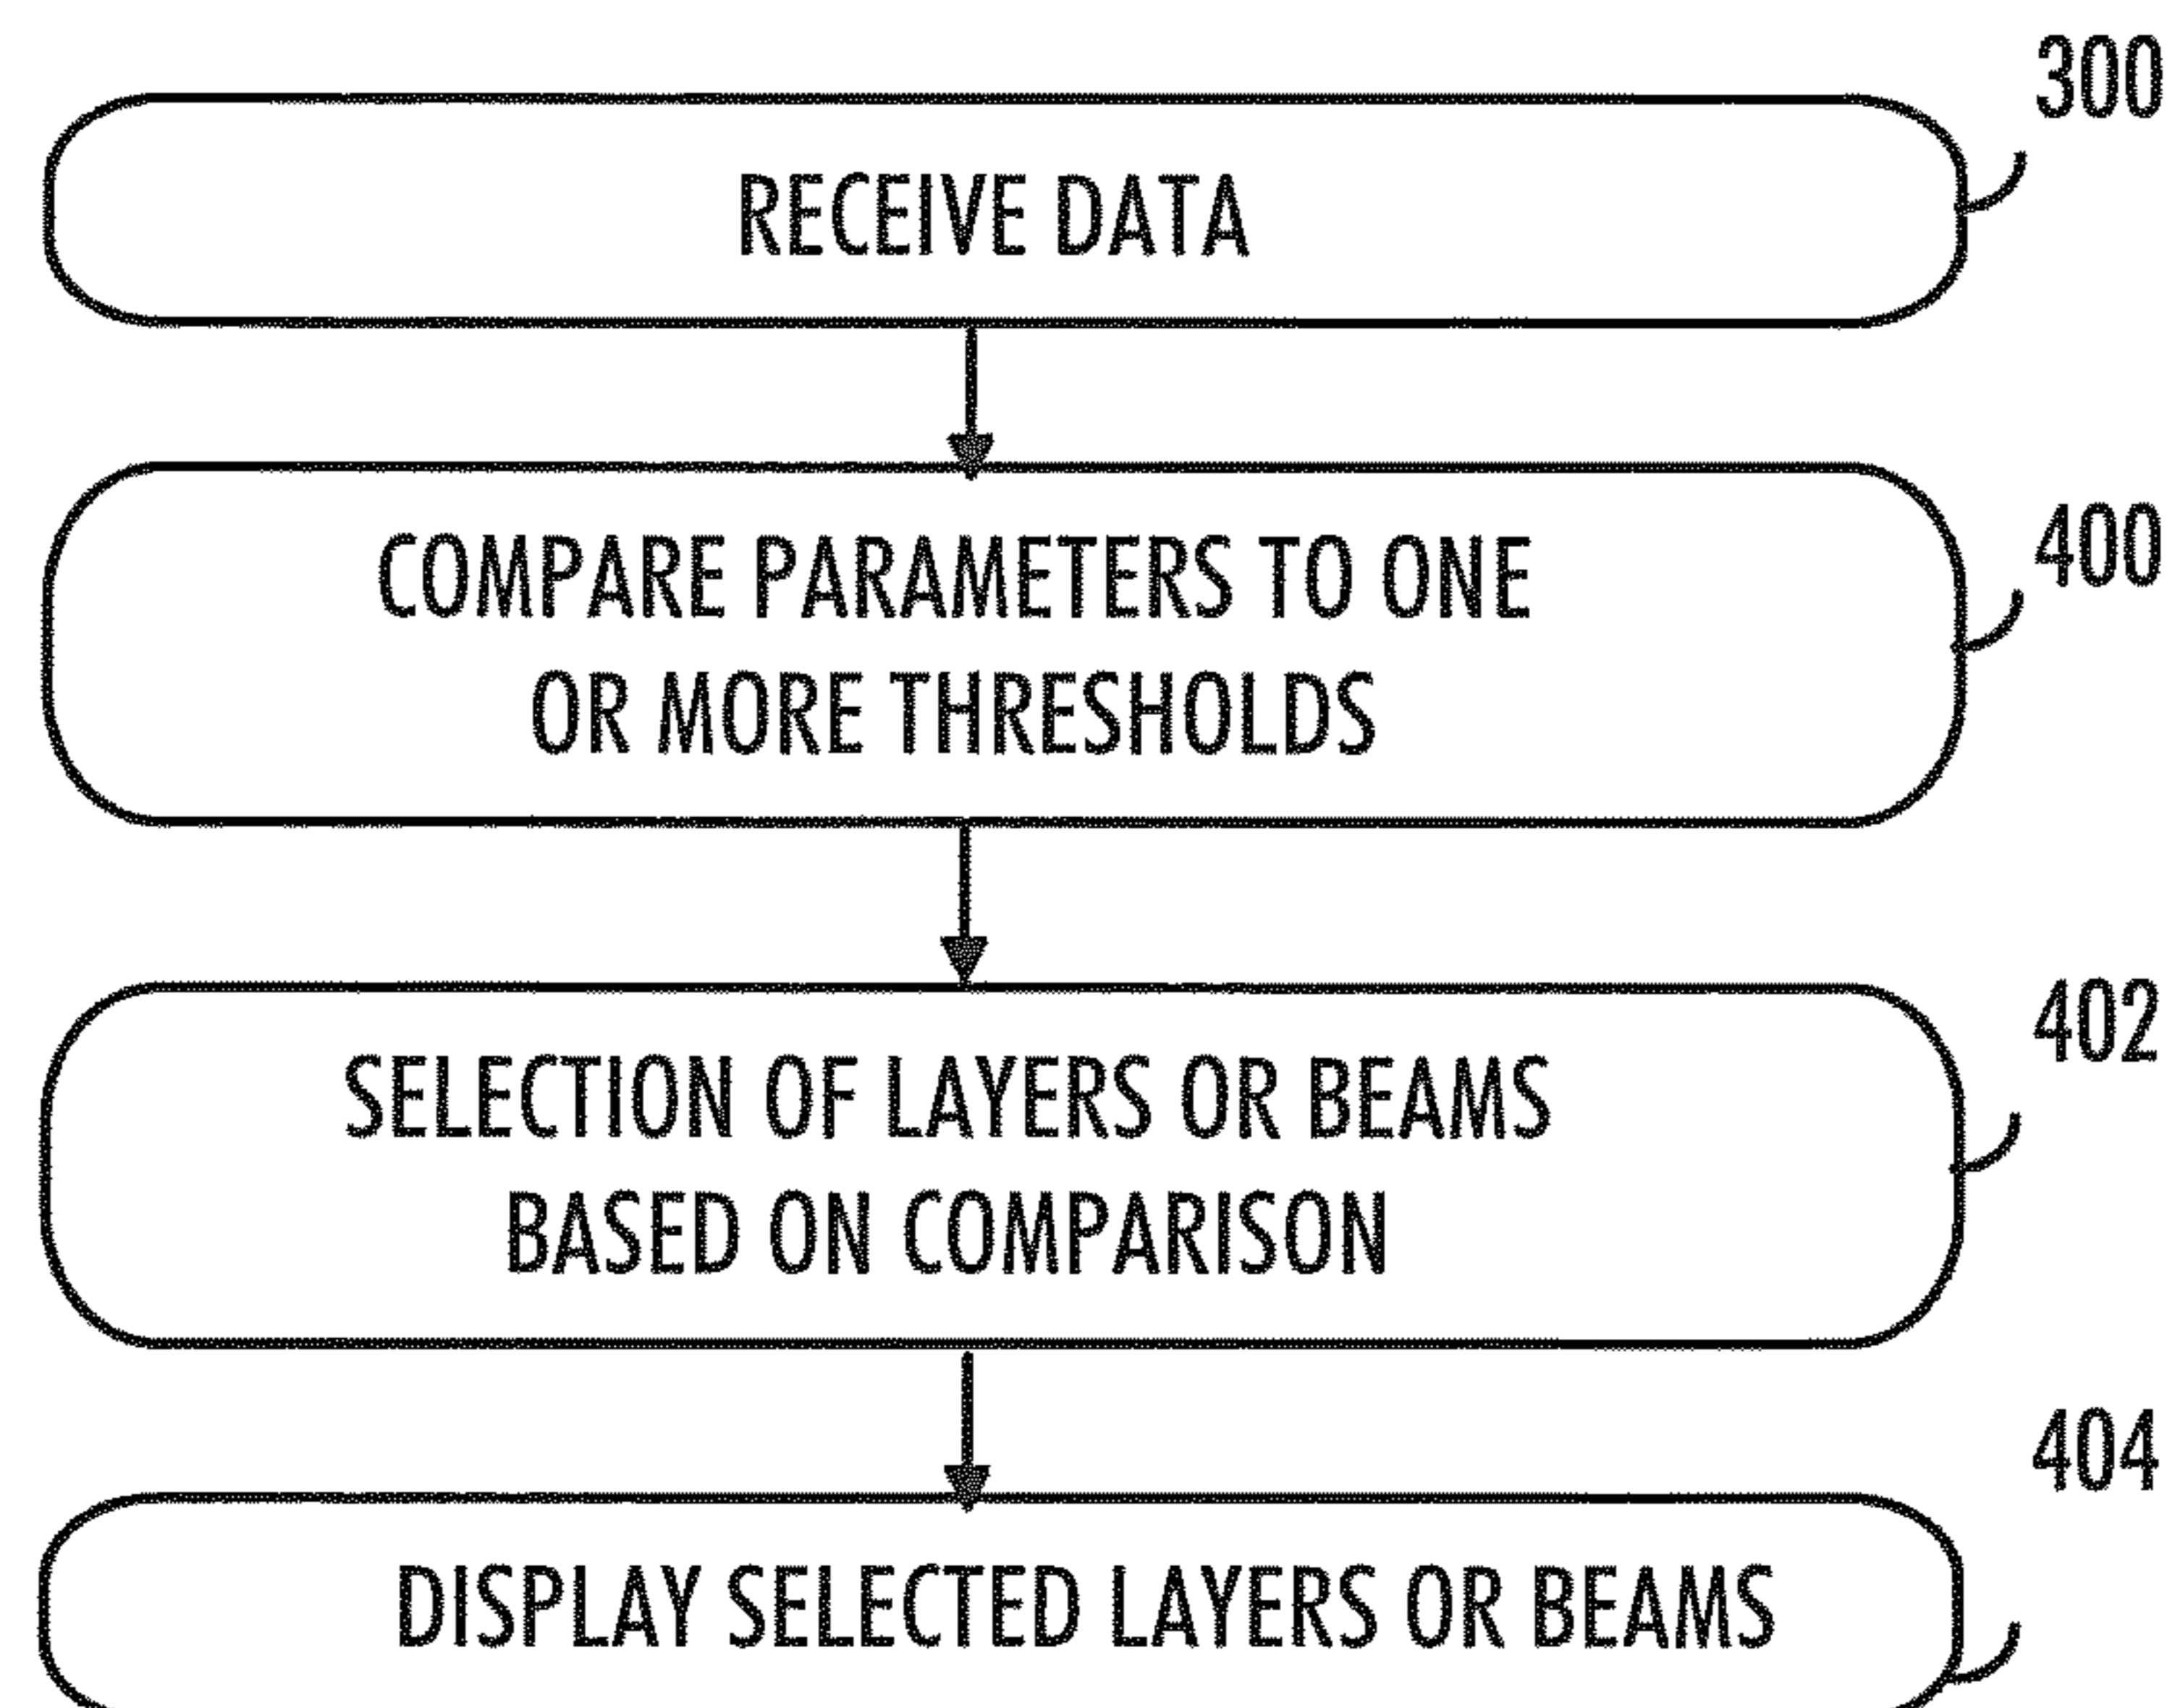 300
RECEIVE DATA
400
COMPARE PARAMETERS TO ONE
OR MORE THRESHOLDS
402
SELECTION OF LAYERS OR BEAMS
BASED ON COMPARISON
404
DISPLAY SELECTED LAYERS OR BEAMS